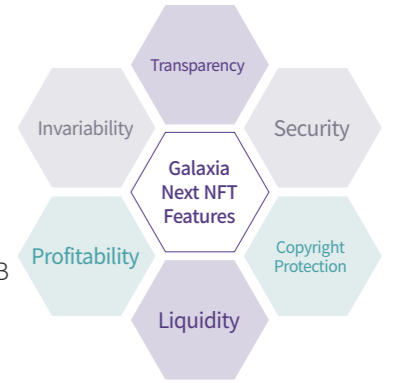 Transparency
Invariability
Security
Galaxia
Next NFT
Features
Profitability
Copyright
Protection
B
Liquidity